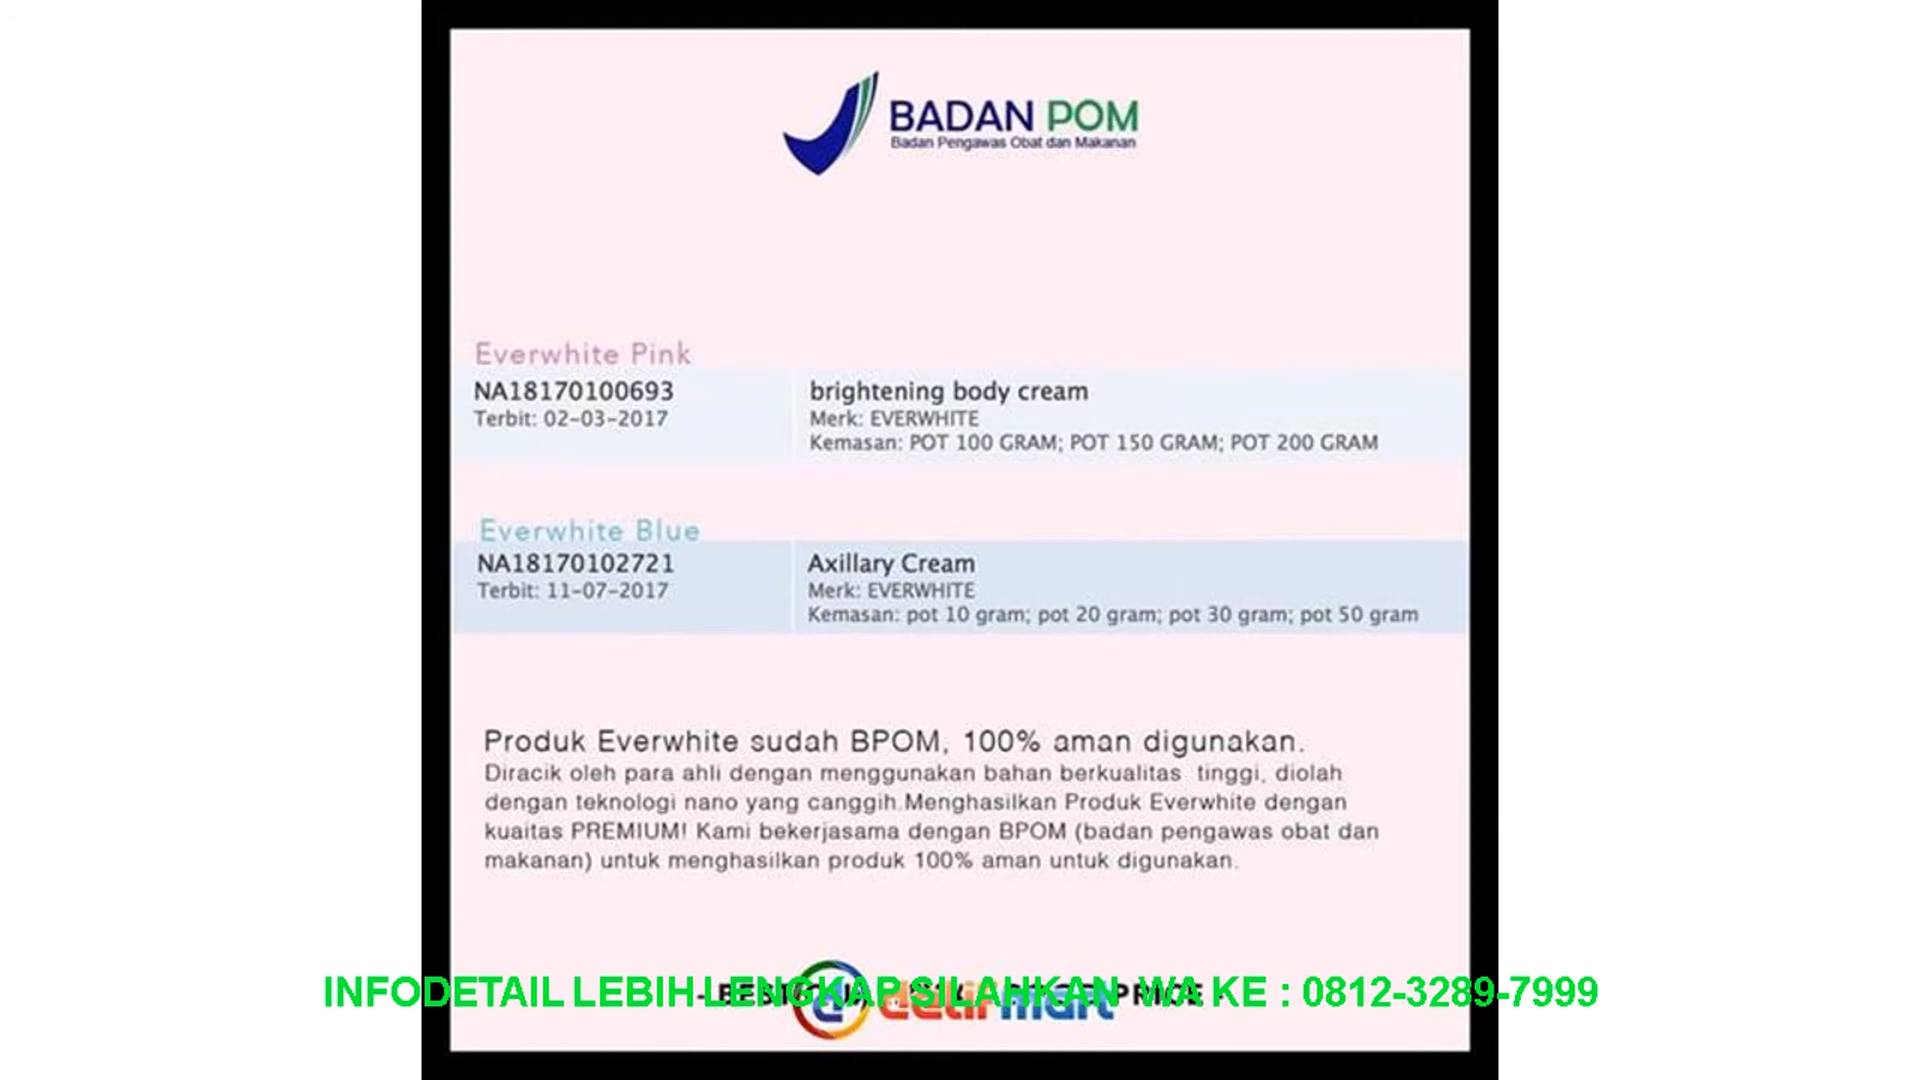 BADAN POM
Badan Pengawas Obat dan Makanan
Everwhite Pink
NA18170100693
Terbit: 02-03-2017
brightening body cream
Merk: EVERWHITE
Kemasan: POT 100 GRAM; POT 150 GRAM; POT 200 GRAM
Everwhite Blue
NA18170102721
Terbit: 11-07-2017
Axillary Cream
Merk: EVERWHITE
Kemasan: pot 10 gram; pot 20 gram; pot 30 gram; pot 50 gram
Produk Everwhite sudah BPOM, 100% aman digunakan.
Diracik oleh para ahli dengan menggunakan bahan berkualitas tinggi, diolah
dengan teknologi nano yang canggih.Menghasilkan Produk Everwhite dengan
kuaitas PREMIUM! Kami bekerjasama dengan BPOM (badan pengawas obat dan
makanan) untuk menghasilkan produk 100% aman untuk digunakan.
INFODETAIL LEBIH LENGKAP SILAHKAN WA KE : 0812-3289-7999
PRICE -